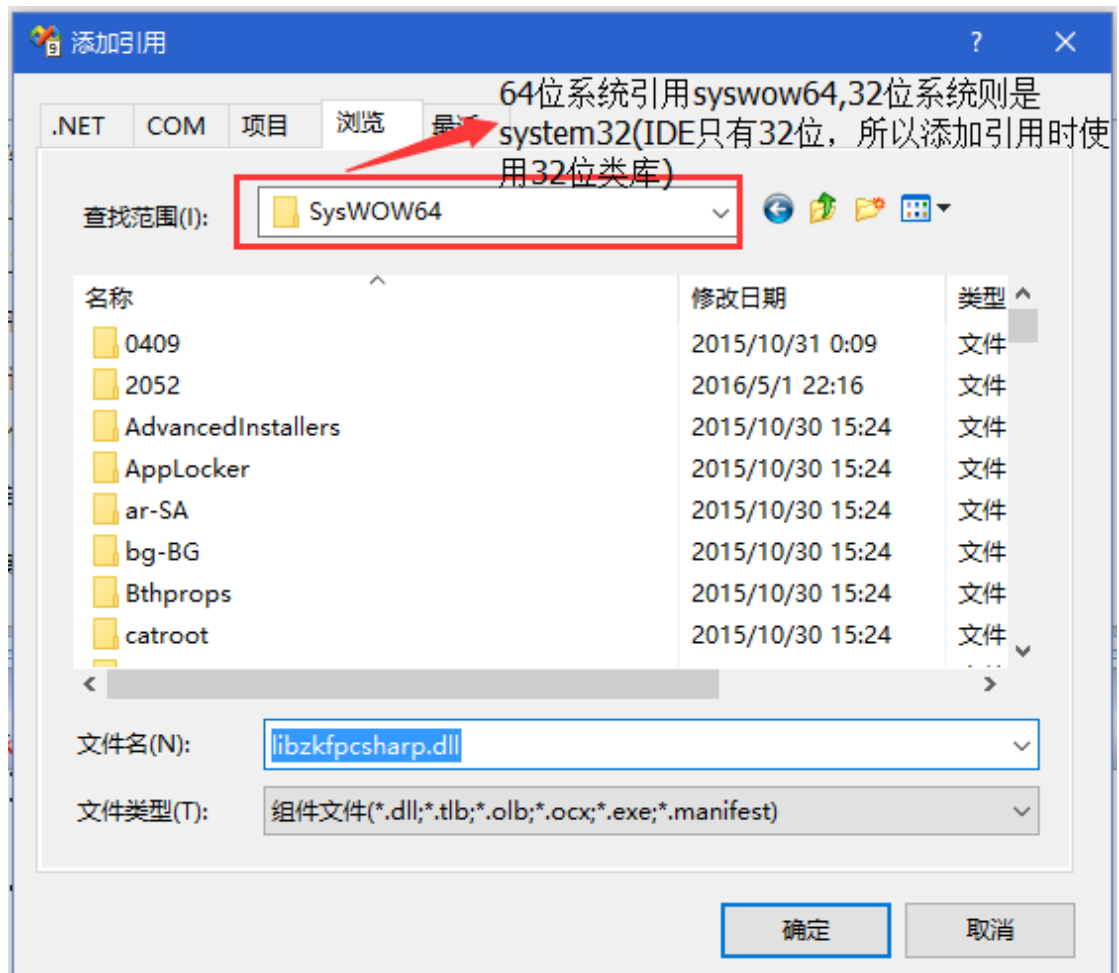 添加引用
64位系统引用syswow64,32位系统则是
system32(IDE只有32位，所以添加引用时使
用32位类库)
.NET COM 项目 浏览 最近
查找范围(I): SysWOW64
名称 修改日期 类型
0409 2015/10/31 0:09 文件
2052 2016/5/1 22:16 文件
AdvancedInstallers 2015/10/30 15:24 文件
AppLocker 2015/10/30 15:24 文件
ar-SA 2015/10/30 15:24 文件
bg-BG 2015/10/30 15:24 文件
Bthprops 2015/10/30 15:24 文件
catroot 2015/10/30 15:24 文件
文件名(N): libzkfpcsharp.dll
文件类型(T): 组件文件(*.dll;*.tlb;*.olb;*.ocx;*.exe;*.manifest)
确定 取消